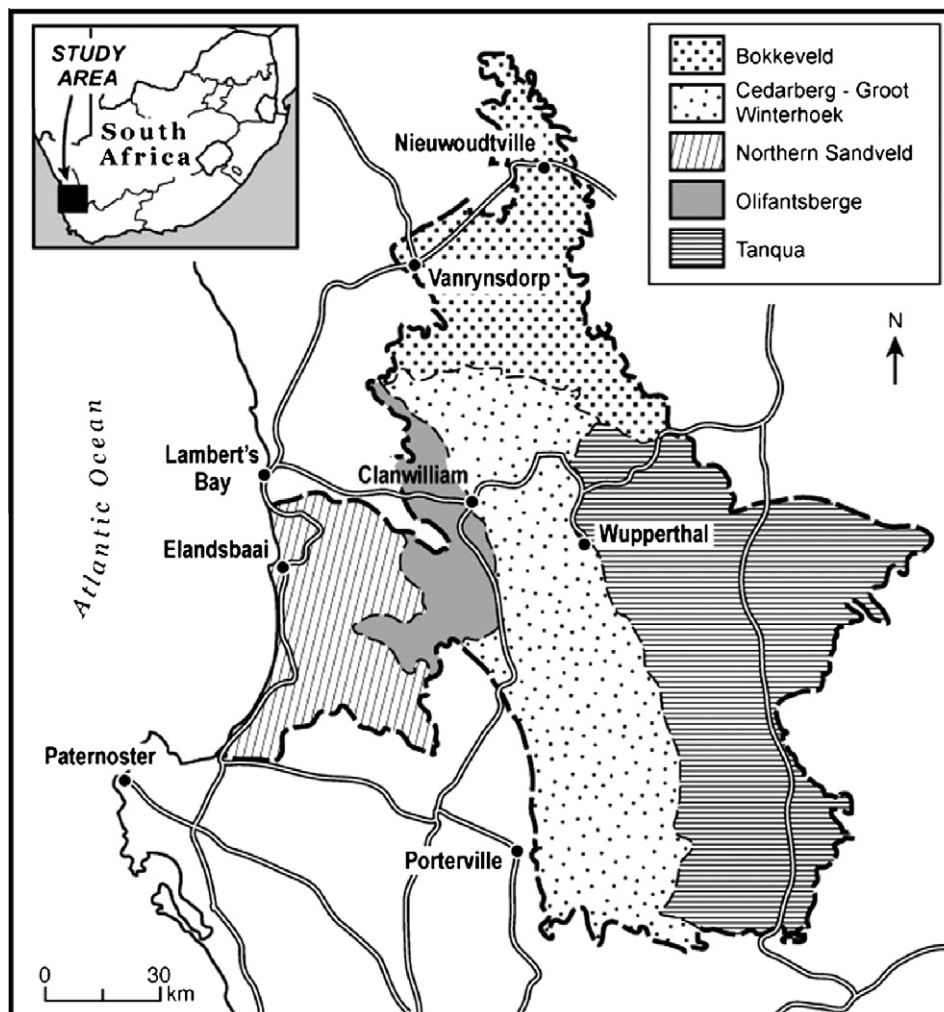 STUDY
AREA
South
Africa
Bokkeveld
Cedarberg - Groot
Winterhoek
Northern Sandveld
Olifantsberge
Tanqua
Nieuwoudtville
Vanrynsdorp
N
Atlantic Ocean
Lambert's
Bay
Clanwilliam
Elandsbaai
Wupperthal
Paternoster
Porterville
0 30
km